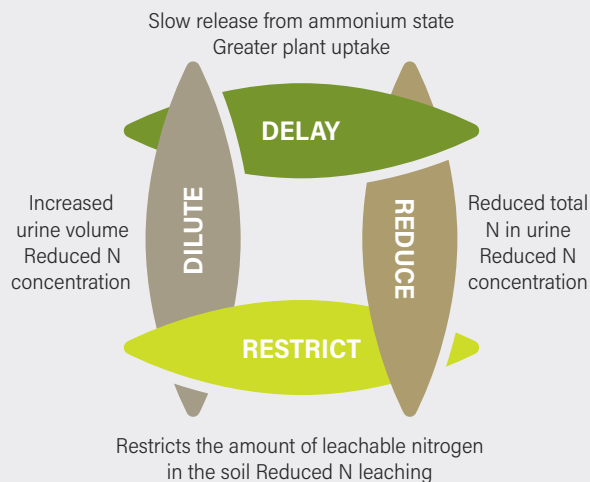 Slow release from ammonium state
Greater plant uptake
DELAY
DILUTE
Increased
urine volume
Reduced N
concentration
REDUCE
Reduced total
N in urine
Reduced N
concentration
RESTRICT
Restricts the amount of leachable nitrogen
in the soil Reduced N leaching